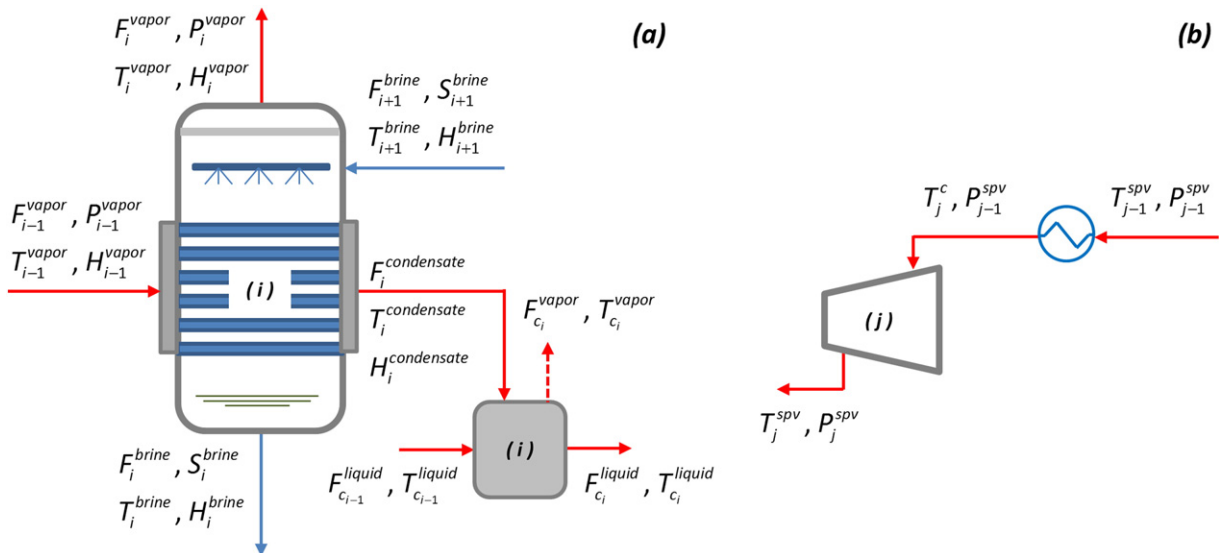 (a)
(b)
F_i^{vapor} , P_i^{vapor}
T_i^{vapor} , H_i^{vapor}
F_{i+1}^{brine} , S_{i+1}^{brine}
T_{i+1}^{brine} , H_{i+1}^{brine}
F_{i-1}^{vapor} , P_{i-1}^{vapor}
T_{i-1}^{vapor} , H_{i-1}^{vapor}
(i)
F_i^{condensate}
T_i^{condensate}
H_i^{condensate}
F_{c_i}^{vapor} , T_{c_i}^{vapor}
(i)
F_{c_{i-1}}^{liquid} , T_{c_{i-1}}^{liquid}
F_{c_i}^{liquid} , T_{c_i}^{liquid}
F_i^{brine} , S_i^{brine}
T_i^{brine} , H_i^{brine}
T_j^c , P_{j-1}^{spv}
T_{j-1}^{spv} , P_{j-1}^{spv}
(j)
T_j^{spv} , P_j^{spv}